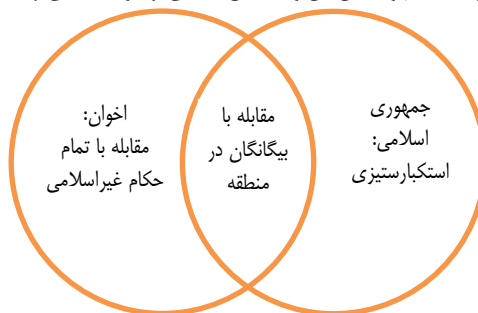 جمهوری
اسلامی:
استکبارستیزی
مقابله با
بیگانگان در
منطقه
اخوان:
مقابله با تمام
حکام غیراسلامی